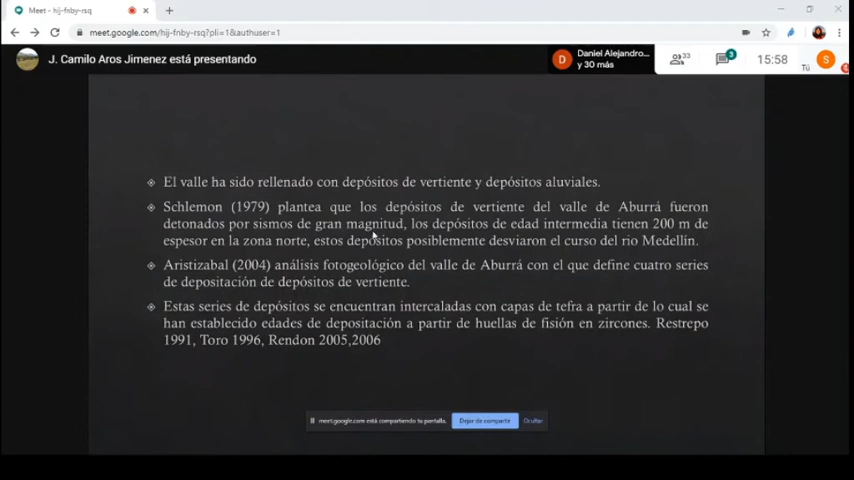 Meet - hij-fnby-rsq
meet.google.com/hij-fnby-rsq?pli=1&authuser=1
J. Camilo Aros Jimenez está presentando
D
Daniel Alejandro...
y 30 más
33
3
15:58
Tú
S
El valle ha sido rellenado con depósitos de vertiente y depósitos aluviales.
Schlemon (1979) plantea que los depósitos de vertiente del valle de Aburrá fueron
detonados por sismos de gran magnitud, los depósitos de edad intermedia tienen 200 m de
espesor en la zona norte, estos depósitos posiblemente desviaron el curso del rio Medellín.
Aristizabal (2004) análisis fotogeológico del valle de Aburrá con el que define cuatro series
de depositación de depósitos de vertiente.
Estas series de depósitos se encuentran intercaladas con capas de tefra a partir de lo cual se
han establecido edades de depositación a partir de huellas de fisión en zircones. Restrepo
1991, Toro 1996, Rendon 2005,2006
meet.google.com está compartiendo tu pantalla.
Dejar de compartir
Ocultar